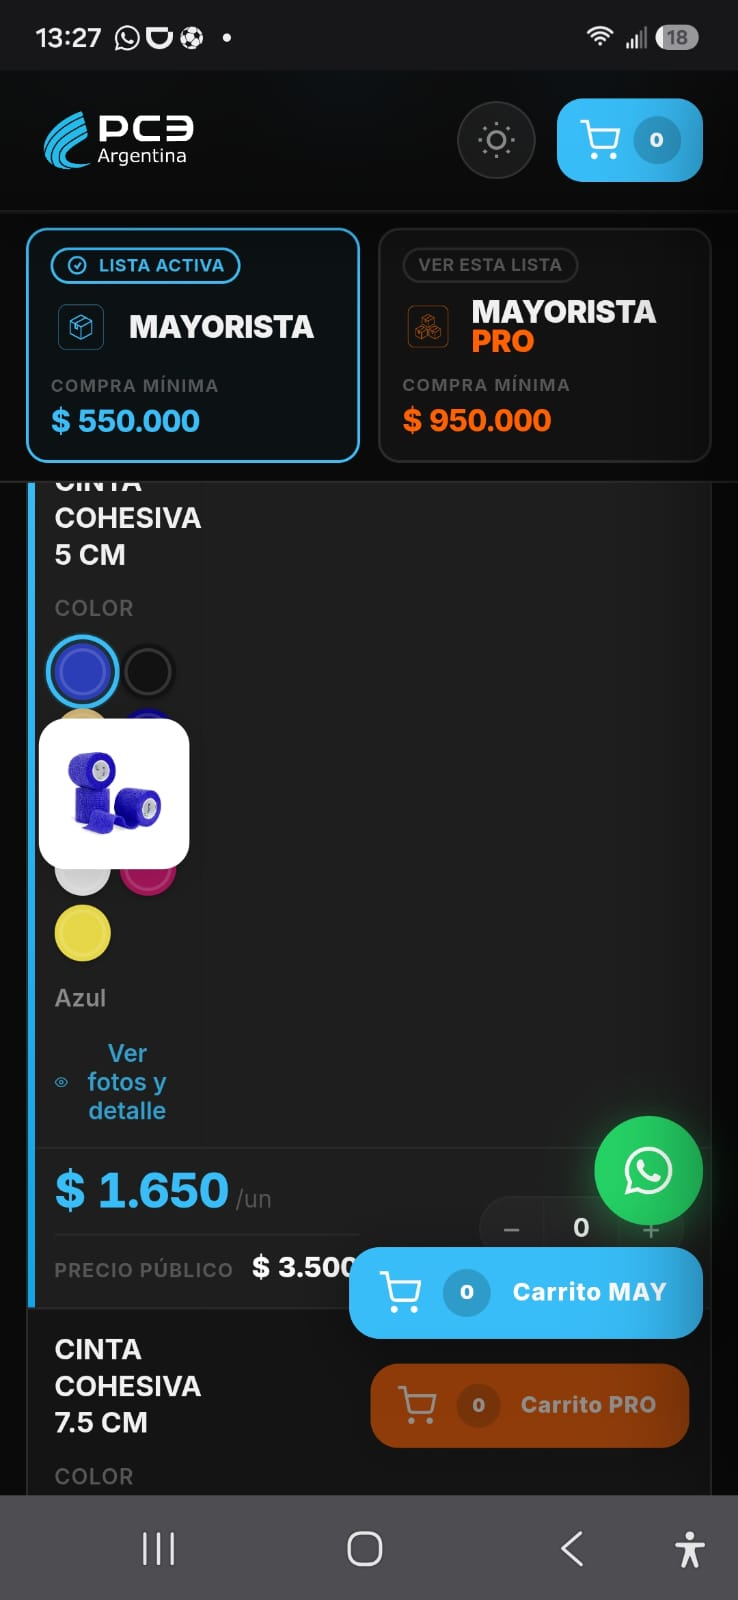 13:27
18
PC3
Argentina
0
LISTA ACTIVA
MAYORISTA
COMPRA MÍNIMA
$ 550.000
VER ESTA LISTA
MAYORISTA
PRO
COMPRA MÍNIMA
$ 950.000
CINTA
COHESIVA
5 CM
COLOR
Azul
Ver
fotos y
detalle
$ 1.650 /un
− 0 +
PRECIO PÚBLICO $ 3.500
0 Carrito MAY
CINTA
COHESIVA
7.5 CM
0 Carrito PRO
COLOR